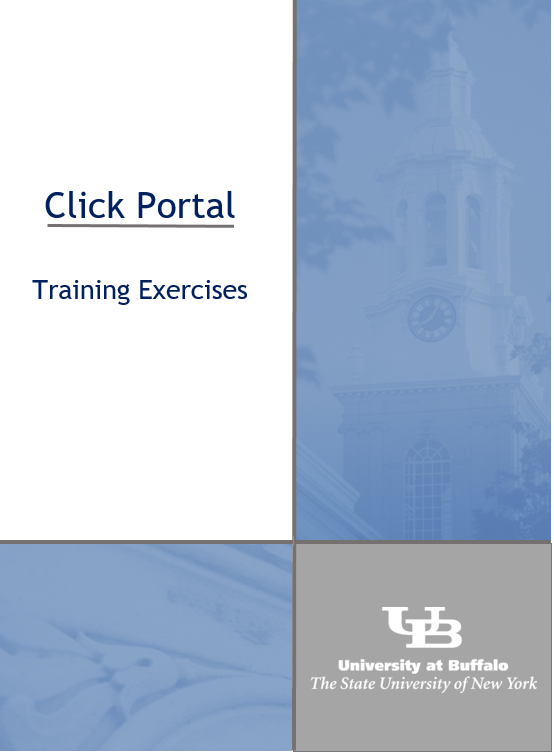 Click Portal
Training Exercises
UB
University at Buffalo
The State University of New York